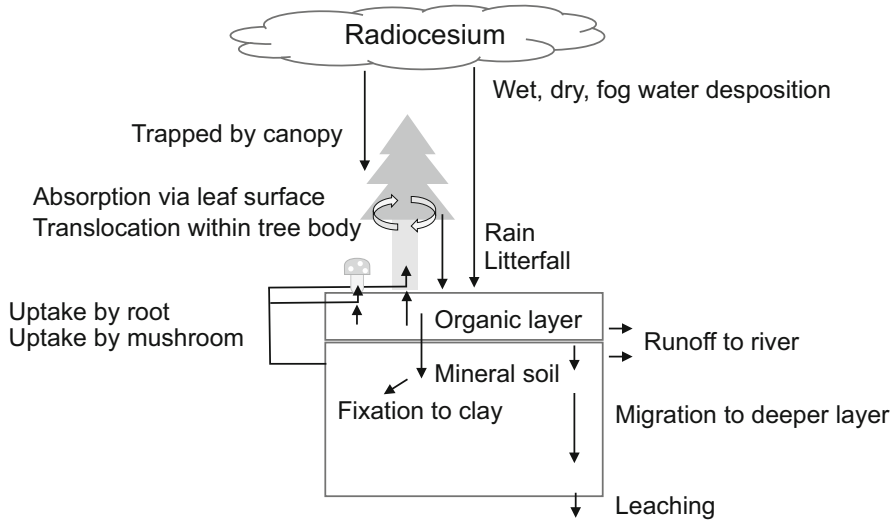 Radiocesium
Wet, dry, fog water desposition
Trapped by canopy
Absorption via leaf surface
Translocation within tree body
Rain
Litterfall
Uptake by root
Uptake by mushroom
Organic layer
Runoff to river
Mineral soil
Fixation to clay
Migration to deeper layer
Leaching